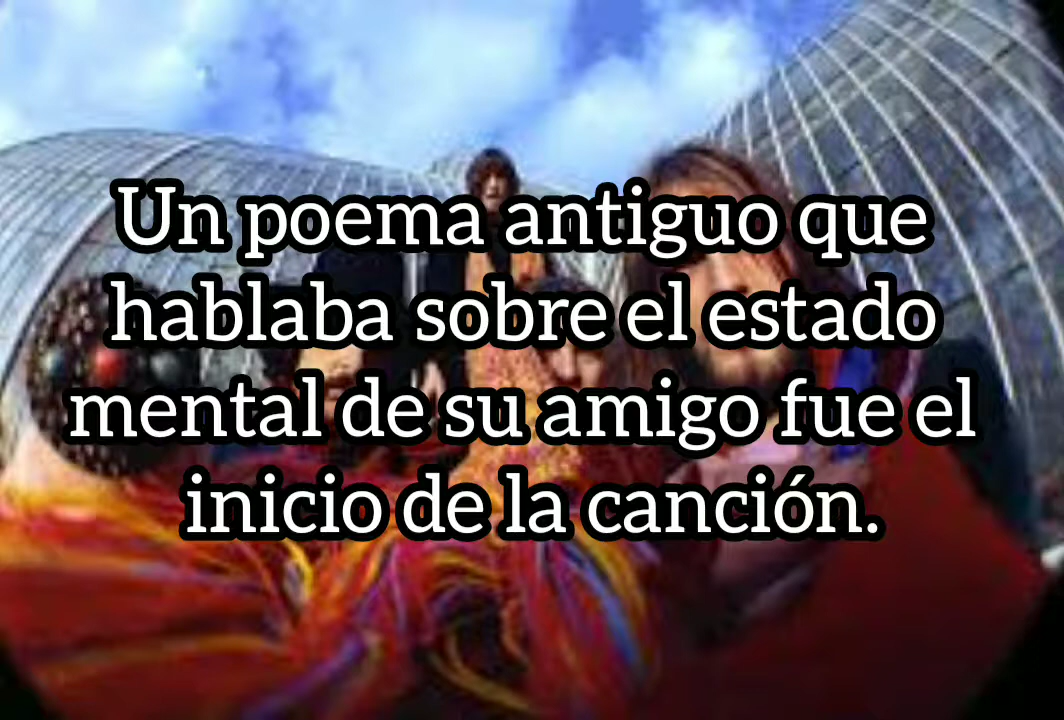 Un poema antiguo que
hablaba sobre el estado
mental de su amigo fue el
inicio de la canción.